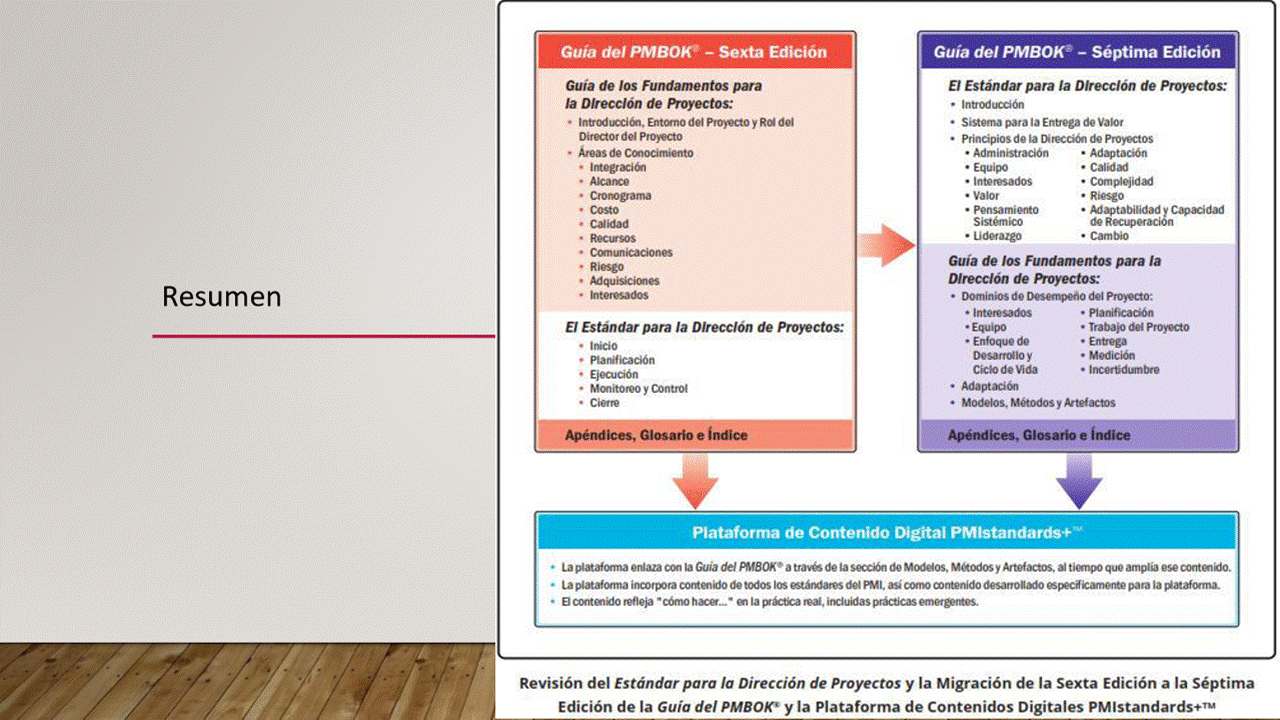 Resumen
Guía del PMBOK® – Sexta Edición
Guía de los Fundamentos para
la Dirección de Proyectos:
• Introducción, Entorno del Proyecto y Rol del
Director del Proyecto
• Áreas de Conocimiento
• Integración
• Alcance
• Cronograma
• Costo
• Calidad
• Recursos
• Comunicaciones
• Riesgo
• Adquisiciones
• Interesados
El Estándar para la Dirección de Proyectos:
• Inicio
• Planificación
• Ejecución
• Monitoreo y Control
• Cierre
Apéndices, Glosario e Índice
Guía del PMBOK® – Séptima Edición
El Estándar para la Dirección de Proyectos:
• Introducción
• Sistema para la Entrega de Valor
• Principios de la Dirección de Proyectos
• Administración
• Equipo
• Interesados
• Valor
• Pensamiento
Sistémico
• Liderazgo
• Adaptación
• Calidad
• Complejidad
• Riesgo
• Adaptabilidad y Capacidad
de Recuperación
• Cambio
Guía de los Fundamentos para la
Dirección de Proyectos:
• Dominios de Desempeño del Proyecto:
• Interesados
• Equipo
• Enfoque de
Desarrollo y
Ciclo de Vida
• Planificación
• Trabajo del Proyecto
• Entrega
• Medición
• Incertidumbre
• Adaptación
• Modelos, Métodos y Artefactos
Apéndices, Glosario e Índice
Plataforma de Contenido Digital PMIstandards+™
• La plataforma enlaza con la Guía del PMBOK® a través de la sección de Modelos, Métodos y Artefactos, al tiempo que amplía ese contenido.
• La plataforma incorpora contenido de todos los estándares del PMI, así como contenido desarrollado específicamente para la plataforma.
• El contenido refleja "cómo hacer..." en la práctica real, incluidas prácticas emergentes.
Revisión del Estándar para la Dirección de Proyectos y la Migración de la Sexta Edición a la Séptima
Edición de la Guía del PMBOK® y la Plataforma de Contenidos Digitales PMIstandards+™